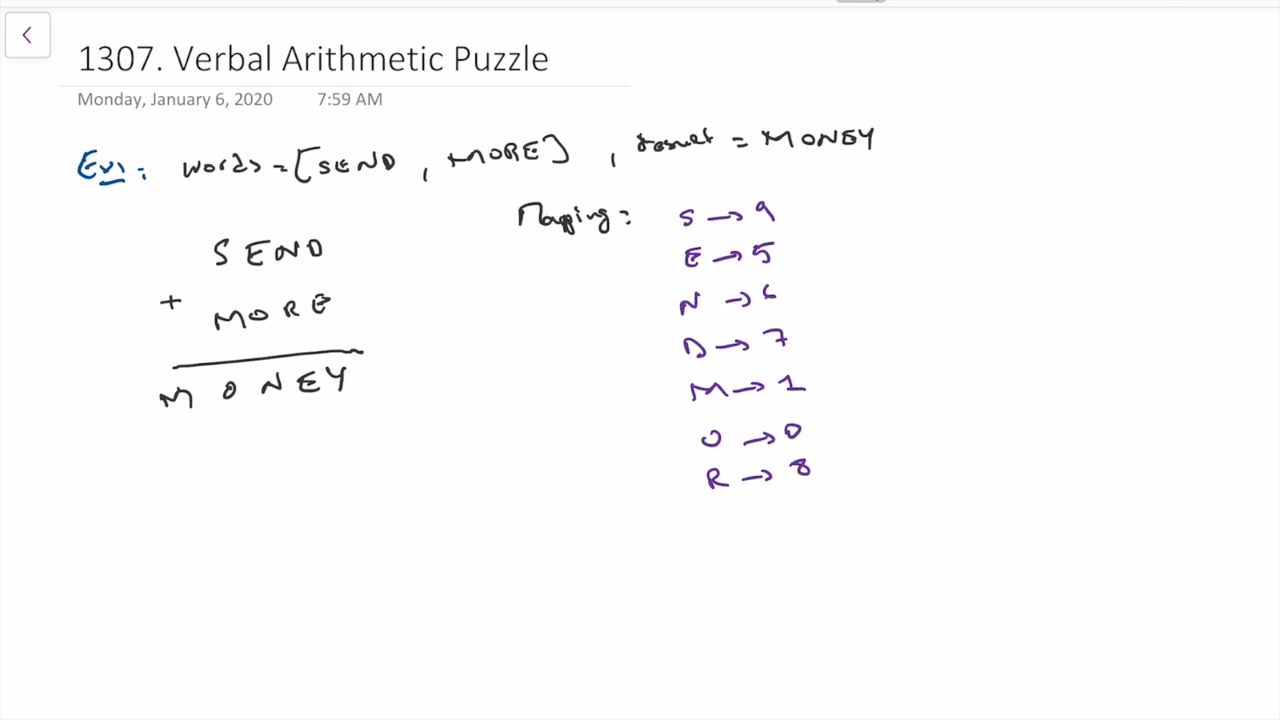 1307. Verbal Arithmetic Puzzle
Monday, January 6, 2020 7:59 AM
Ex1: words = [SEND, MORE], result = MONEY
Mapping: S → 9
E → 5
SEND
N → 6
+ MORE
D → 7
MONEY
M → 1
O → 0
R → 8